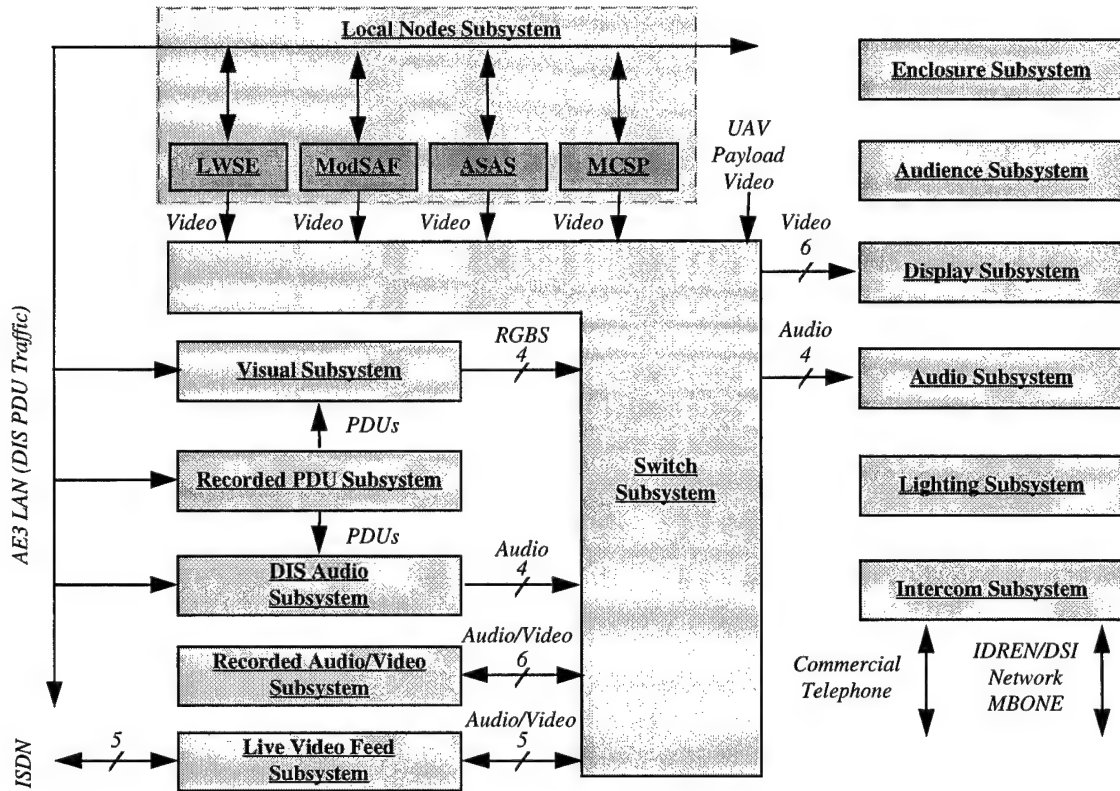 Local Nodes Subsystem
LWSE
ModSAF
ASAS
MCSP
Video
Video
Video
Video
UAV
Payload
Video
Enclosure Subsystem
Audience Subsystem
Video
6
Display Subsystem
Audio
4
Audio Subsystem
Lighting Subsystem
Intercom Subsystem
Commercial
Telephone
IDREN/DSI
Network
MBONE
AE3 LAN (DIS PDU Traffic)
Visual Subsystem
RGBS
4
PDUs
Recorded PDU Subsystem
PDUs
DIS Audio
Subsystem
Audio
4
Switch
Subsystem
Recorded Audio/Video
Subsystem
Audio/Video
6
ISDN
5
Live Video Feed
Subsystem
Audio/Video
5